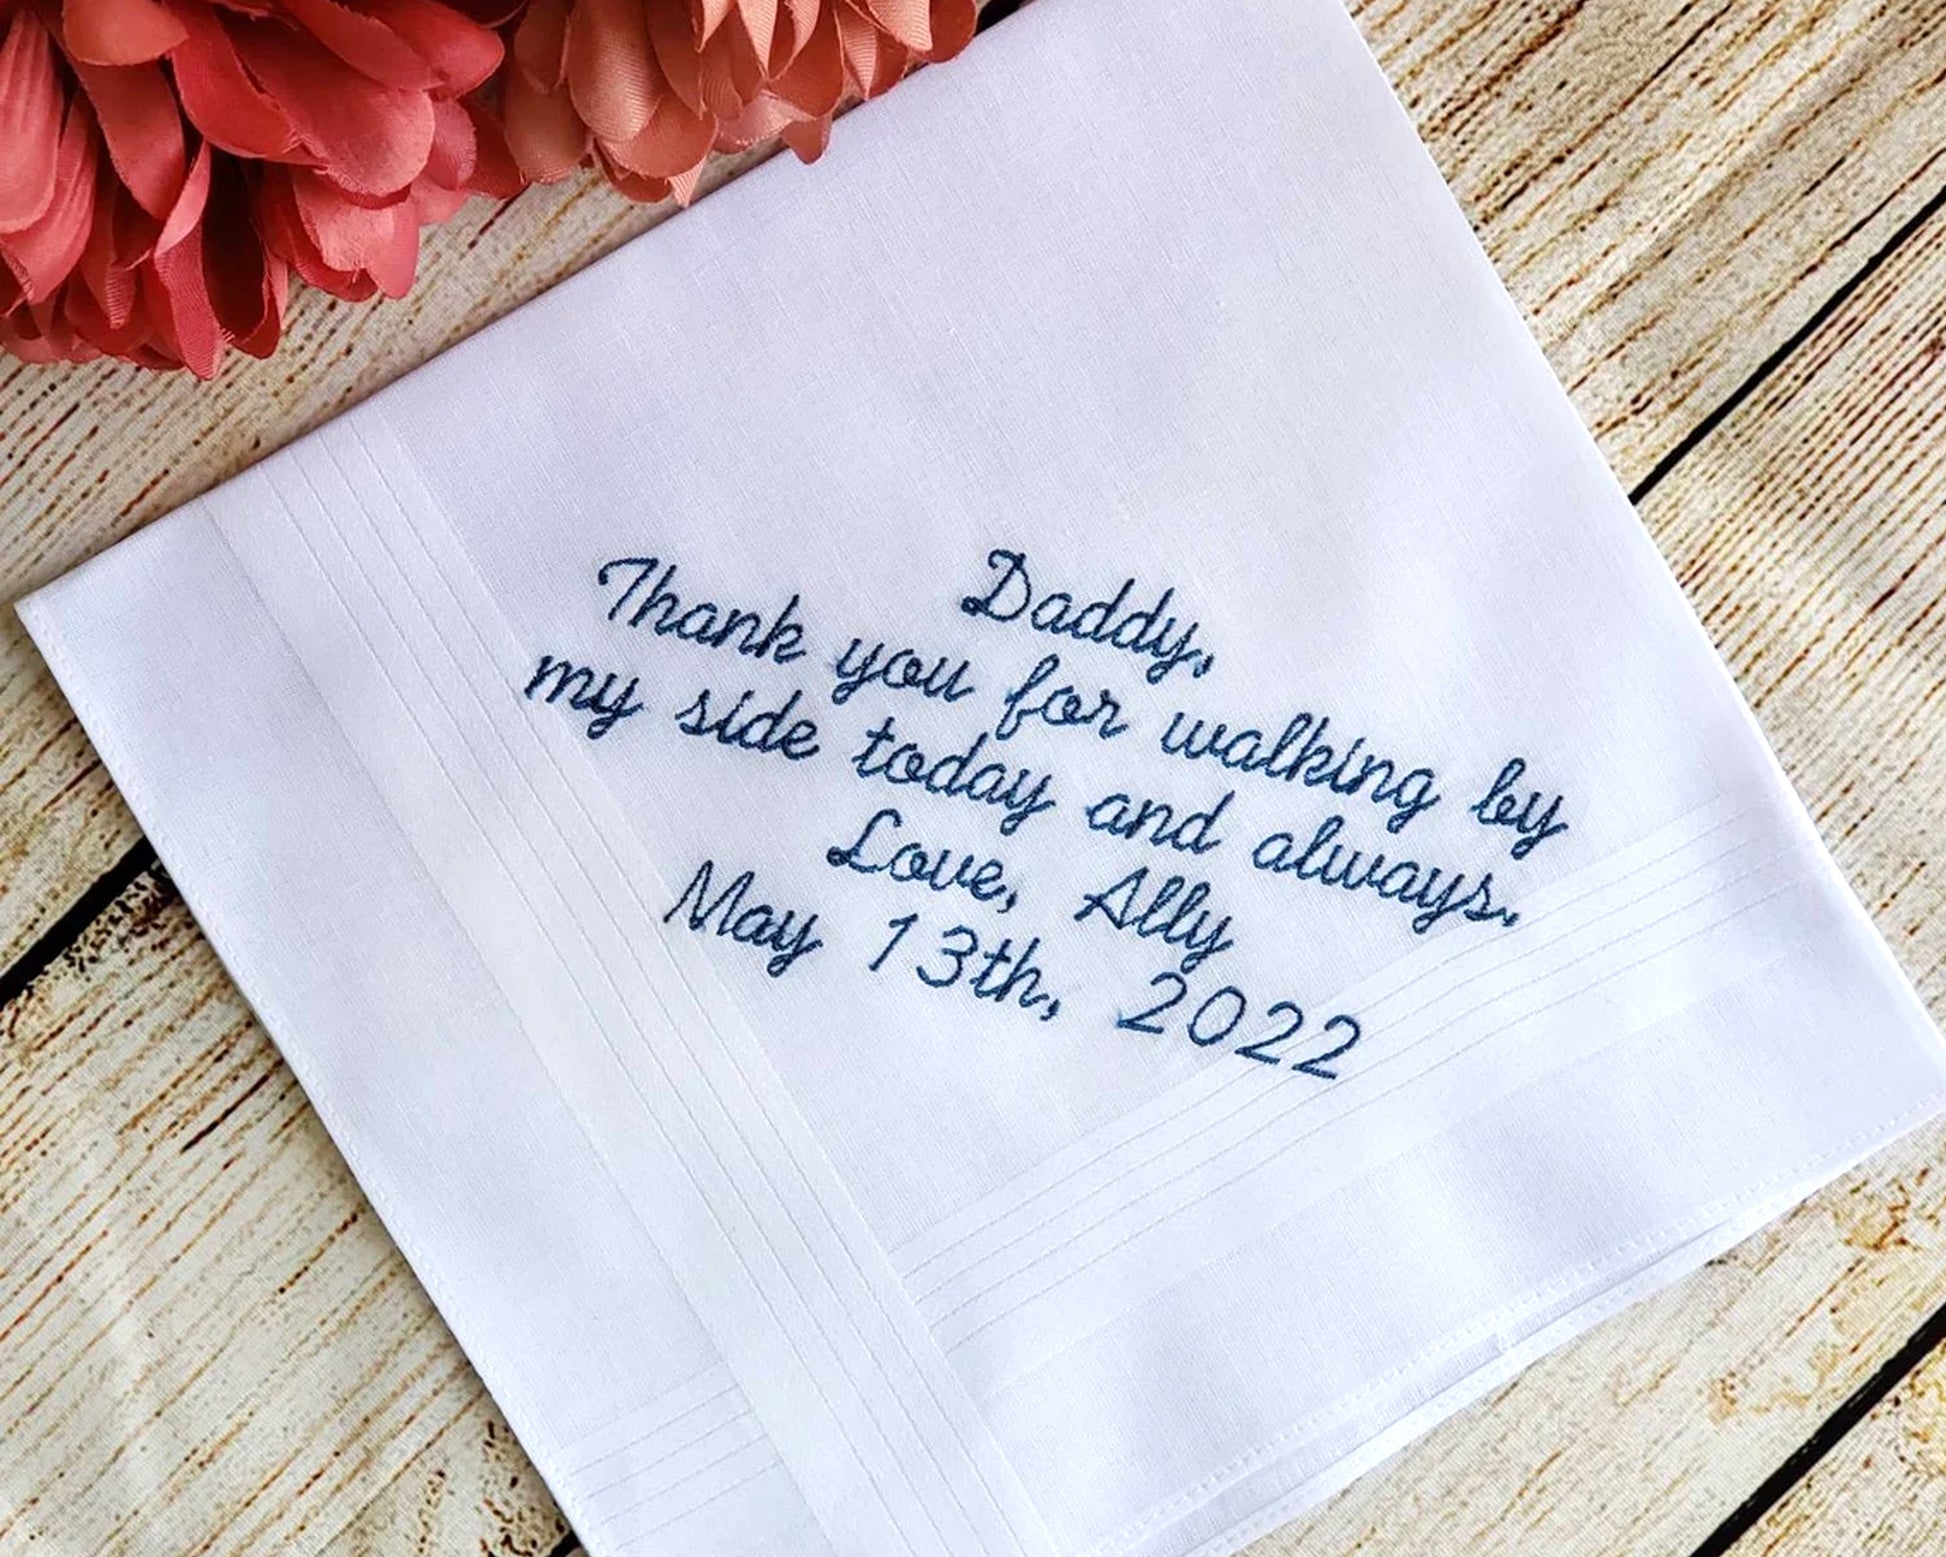 Daddy,
Thank you for walking by
my side today and always.
Love, Ally
May 13th, 2022